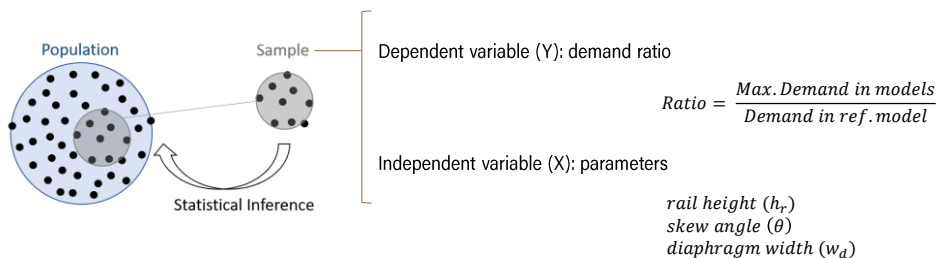 Population
Sample
Statistical Inference
Dependent variable (Y): demand ratio
Ratio = Max. Demand in models / Demand in ref. model
Independent variable (X): parameters
rail height (hᵣ)
skew angle (θ)
diaphragm width (w_d)